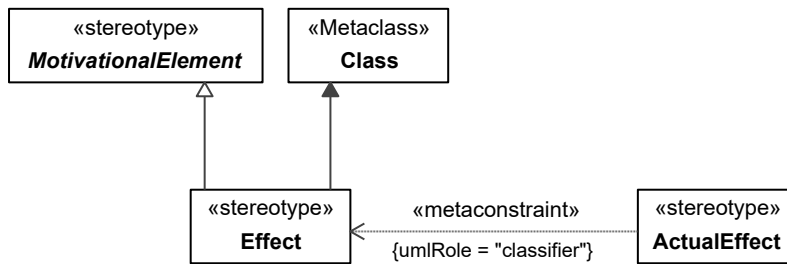 «stereotype»
MotivationalElement
«Metaclass»
Class
«stereotype»
Effect
«metaconstraint»
{umlRole = "classifier"}
«stereotype»
ActualEffect